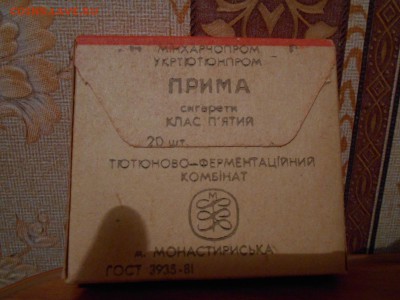 МІНХАРЧОПРОМ
УКРТЮТЮНПРОМ
ПРИМА
сигарети
КЛАС П'ЯТИЙ
20 шт.
ТЮТЮНОВО-ФЕРМЕНТАЦІЙНИЙ
КОМБІНАТ
М
м. МОНАСТИРИСЬКА
ГОСТ 3935-81